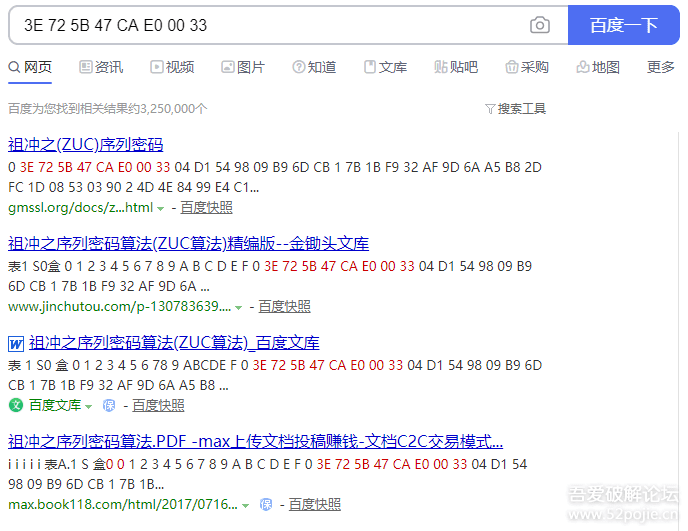 3E 72 5B 47 CA E0 00 33
百度一下
网页 资讯 视频 图片 知道 文库 贴吧 采购 地图 更多
百度为您找到相关结果约3,250,000个
搜索工具
祖冲之(ZUC)序列密码
0 3E 72 5B 47 CA E0 00 33 04 D1 54 98 09 B9 6D CB 1 7B 1B F9 32 AF 9D 6A A5 B8 2D
FC 1D 08 53 03 90 2 4D 4E 84 99 E4 C1...
gmssl.org/docs/z...html - 百度快照
祖冲之序列密码算法(ZUC算法)精编版--金锄头文库
表1 S0盒 0 1 2 3 4 5 6 7 8 9 A B C D E F 0 3E 72 5B 47 CA E0 00 33 04 D1 54 98 09 B9
6D CB 1 7B 1B F9 32 AF 9D 6A ...
www.jinchutou.com/p-130783639.... - 百度快照
W 祖冲之序列密码算法(ZUC算法)_百度文库
表 1 S0 盒 0 1 2 3 4 5 6 78 9 ABCDE F 0 3E 72 5B 47 CA E0 00 33 04 D1 54 98 09 B9 6D
CB 1 7B 1B F9 32 AF 9D 6A A5 B8 ...
文 百度文库 保 - 百度快照
祖冲之序列密码算法.PDF -max上传文档投稿赚钱-文档C2C交易模式...
i i i i i 表A.1 S 盒0 0 1 2 3 4 5 6 7 8 9 A B C D E F 0 3E 72 5B 47 CA E0 00 33 04 D1 54
98 09 B9 6D CB 1 7B 1B...
max.book118.com/html/2017/0716... 保 - 百度快照
吾爱破解论坛
www.52pojie.cn